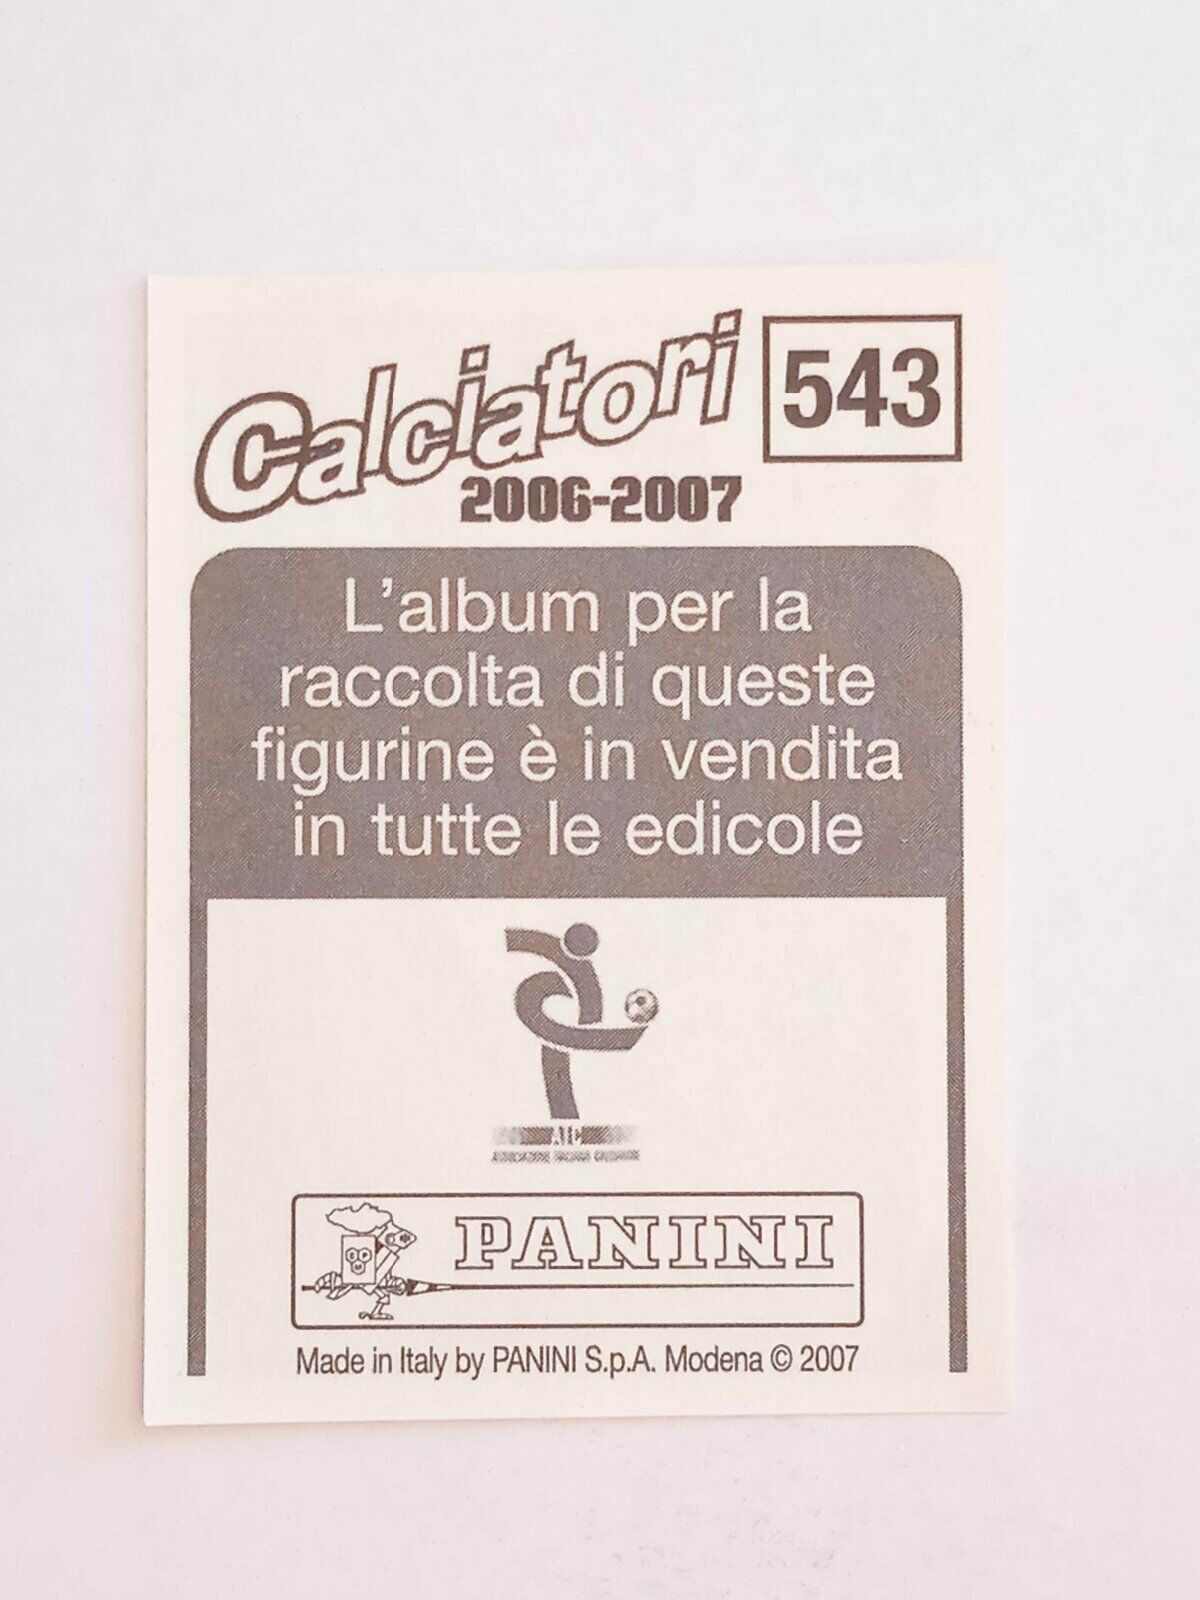 Calciatori
543
2006-2007
L'album per la
raccolta di queste
figurine è in vendita
in tutte le edicole
AIC
PANINI
Made in Italy by PANINI S.p.A. Modena © 2007